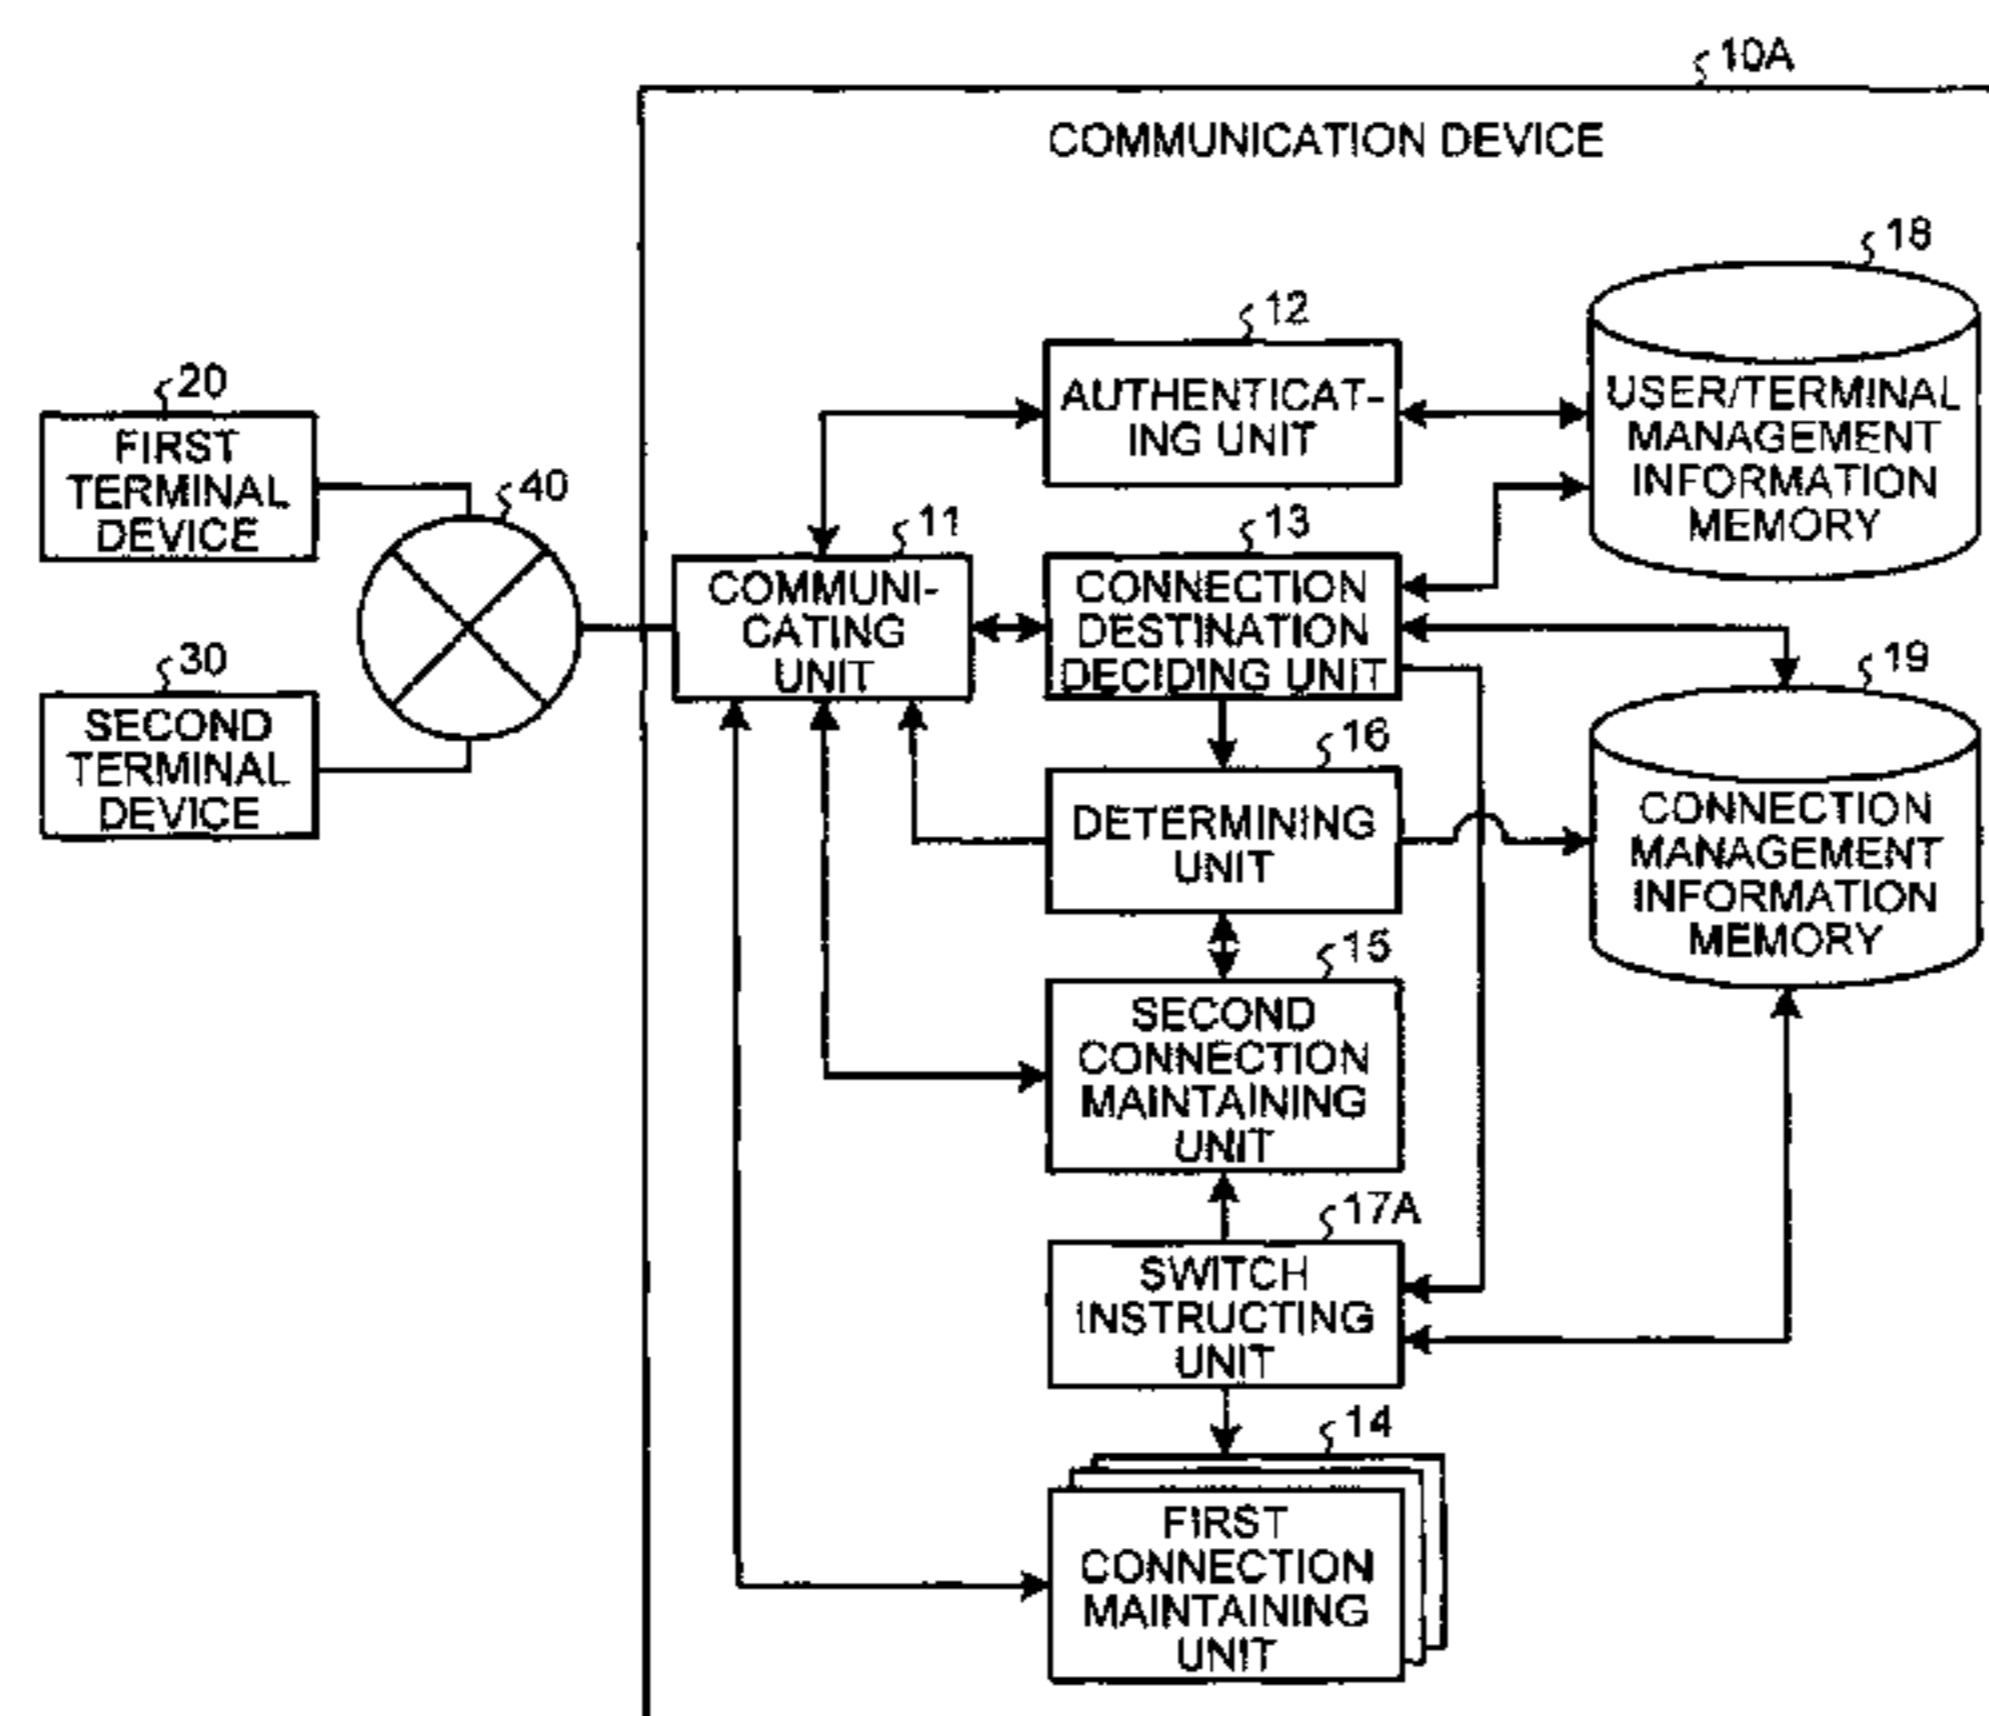 10A
COMMUNICATION DEVICE
18
USER/TERMINAL
MANAGEMENT
INFORMATION
MEMORY
12
AUTHENTICAT-
ING UNIT
20
FIRST
TERMINAL
DEVICE
40
11
COMMUNI-
CATING
UNIT
13
CONNECTION
DESTINATION
DECIDING UNIT
30
SECOND
TERMINAL
DEVICE
19
CONNECTION
MANAGEMENT
INFORMATION
MEMORY
16
DETERMINING
UNIT
15
SECOND
CONNECTION
MAINTAINING
UNIT
17A
SWITCH
INSTRUCTING
UNIT
14
FIRST
CONNECTION
MAINTAINING
UNIT